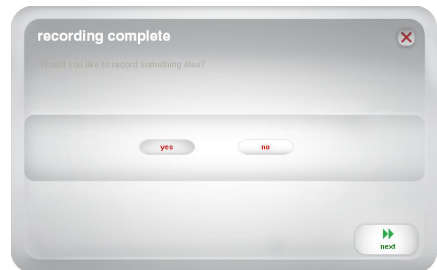 recording complete
Would you like to record something else?
yes
no
next